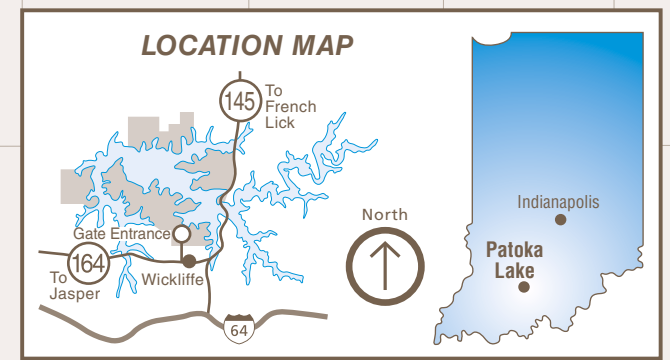 LOCATION MAP
145
To
French
Lick
North
Indianapolis
Patoka
Lake
Gate Entrance
164
To
Jasper
Wickliffe
64